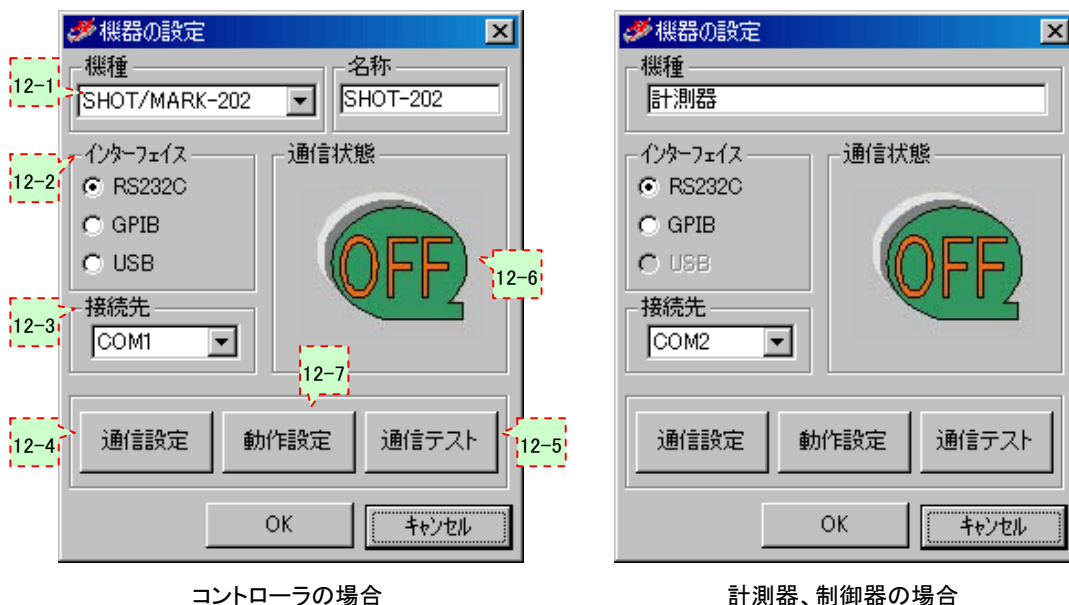 機器の設定
機種
12-1
SHOT/MARK-202
名称
SHOT-202
インターフェイス
12-2
RS232C
GPIB
USB
通信状態
OFF
12-6
接続先
12-3
COM1
12-7
12-4
通信設定
動作設定
通信テスト
12-5
OK
キャンセル
コントローラの場合
機器の設定
機種
計測器
インターフェイス
RS232C
GPIB
USB
通信状態
OFF
接続先
COM2
通信設定
動作設定
通信テスト
OK
キャンセル
計測器、制御器の場合